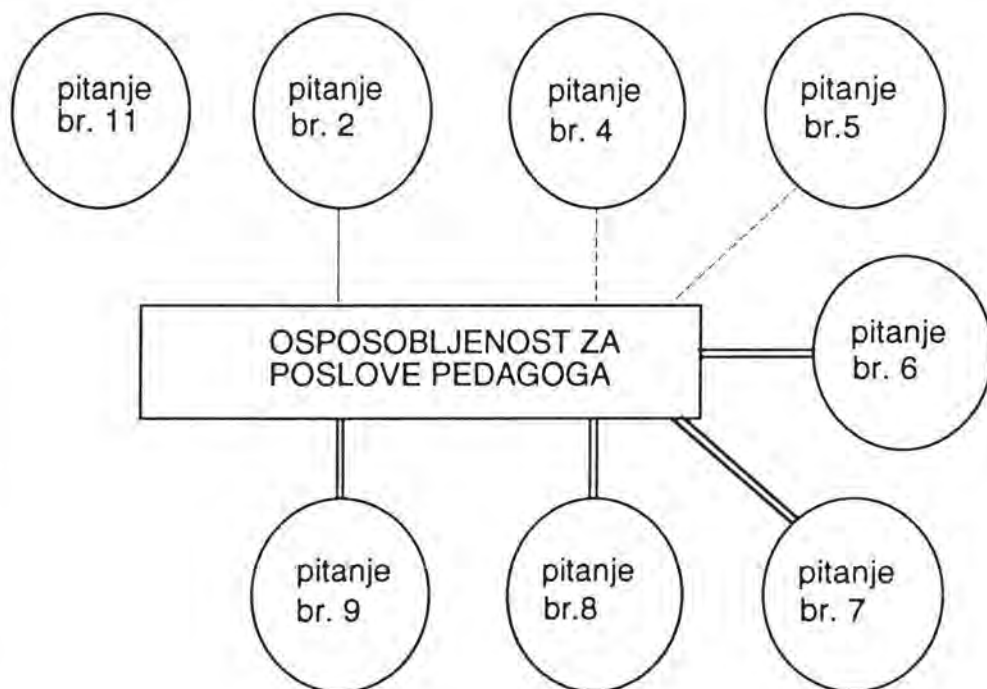 pitanje
br. 11
pitanje
br. 2
pitanje
br. 4
pitanje
br.5
OSPOSOBLJENOST ZA
POSLOVE PEDAGOGA
pitanje
br. 6
pitanje
br. 9
pitanje
br.8
pitanje
br. 7